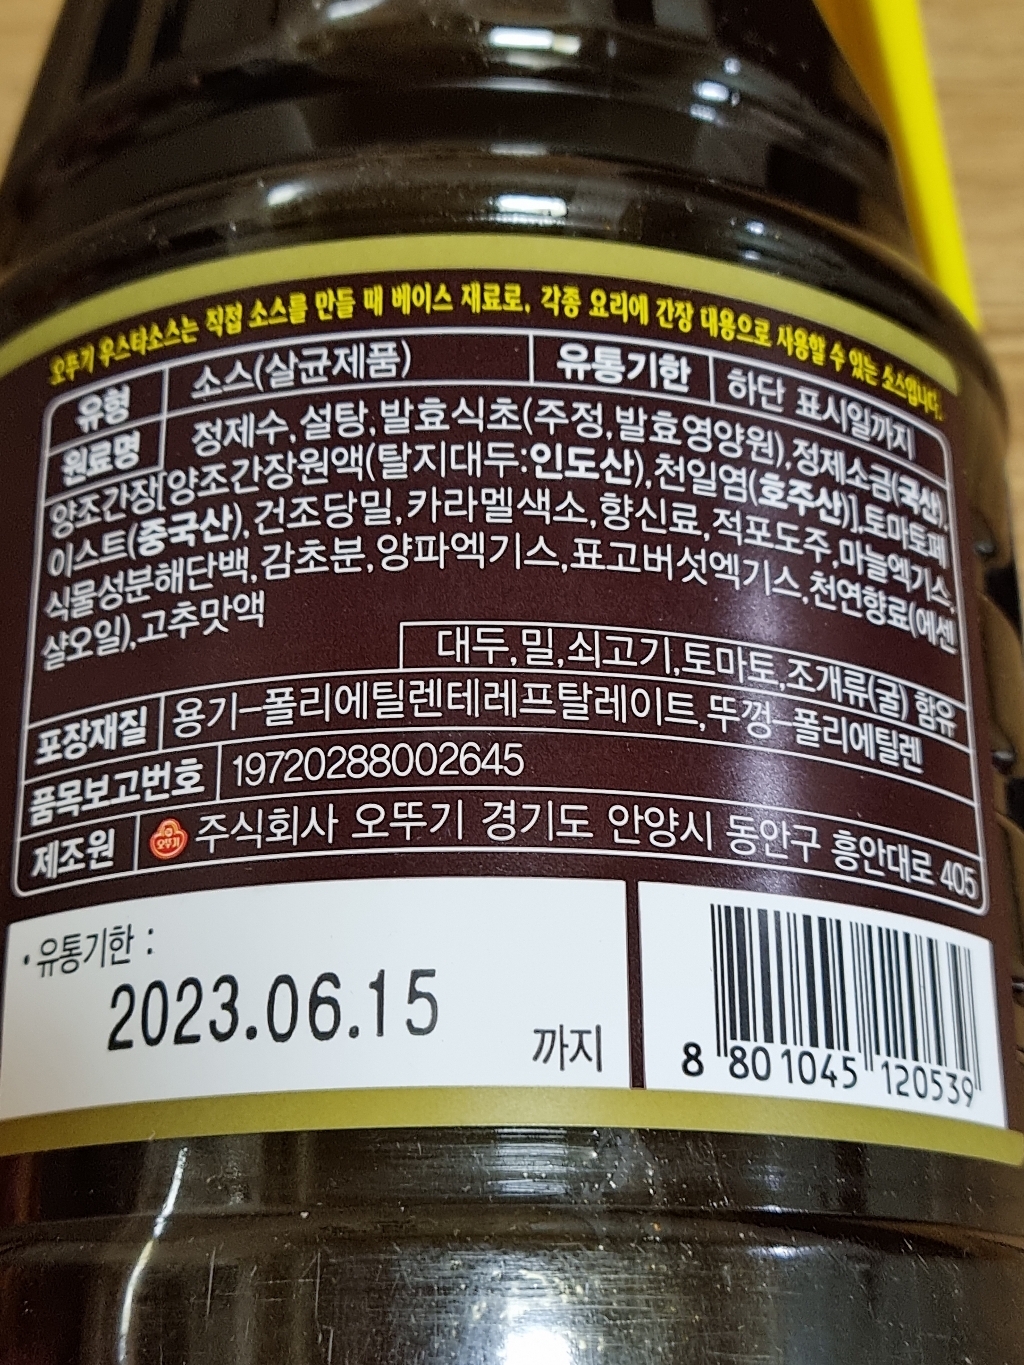 오뚜기 우스타소스는 직접 소스를 만들 때 베이스 재료로, 각종 요리에 간장 대용으로 사용할 수 있는 소스입니다.
유형 소스(살균제품) 유통기한 하단 표시일까지
원료명 정제수,설탕,발효식초(주정,발효영양원),정제소금(국산),
양조간장[양조간장원액(탈지대두:인도산),천일염(호주산)],토마토페
이스트(중국산),건조당밀,카라멜색소,향신료,적포도주,마늘엑기스,
식물성분해단백,감초분,양파엑기스,표고버섯엑기스,천연향료(에센
샬오일),고추맛액
대두,밀,쇠고기,토마토,조개류(굴) 함유
포장재질 용기–폴리에틸렌테레프탈레이트,뚜껑–폴리에틸렌
품목보고번호 19720288002645
제조원 오뚜기 주식회사 오뚜기 경기도 안양시 동안구 흥안대로 405
· 유통기한 :
2023.06.15
까지
8 801045 120539